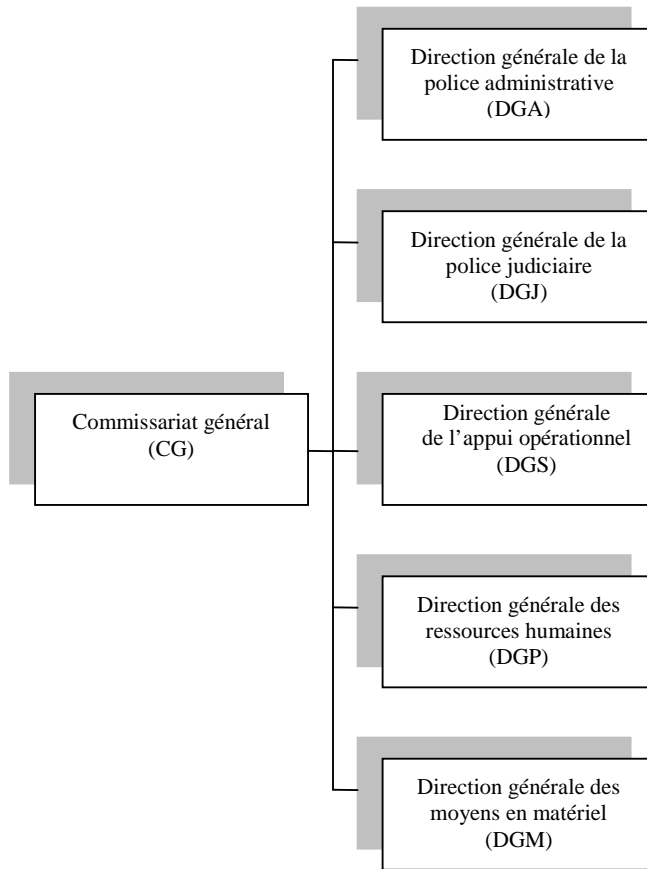 Direction générale de la
police administrative
(DGA)
Direction générale de la
police judiciaire
(DGJ)
Commissariat général
(CG)
Direction générale
de l’appui opérationnel
(DGS)
Direction générale des
ressources humaines
(DGP)
Direction générale des
moyens en matériel
(DGM)